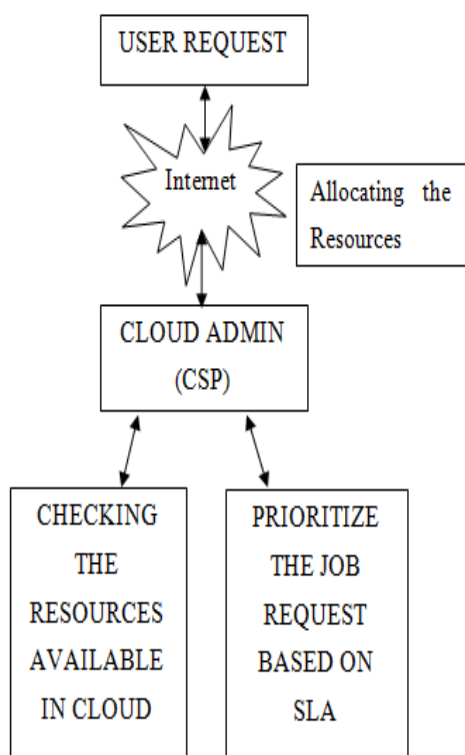 USER REQUEST
Internet
Allocating the
Resources
CLOUD ADMIN
(CSP)
CHECKING
THE
RESOURCES
AVAILABLE
IN CLOUD
PRIORITIZE
THE JOB
REQUEST
BASED ON
SLA